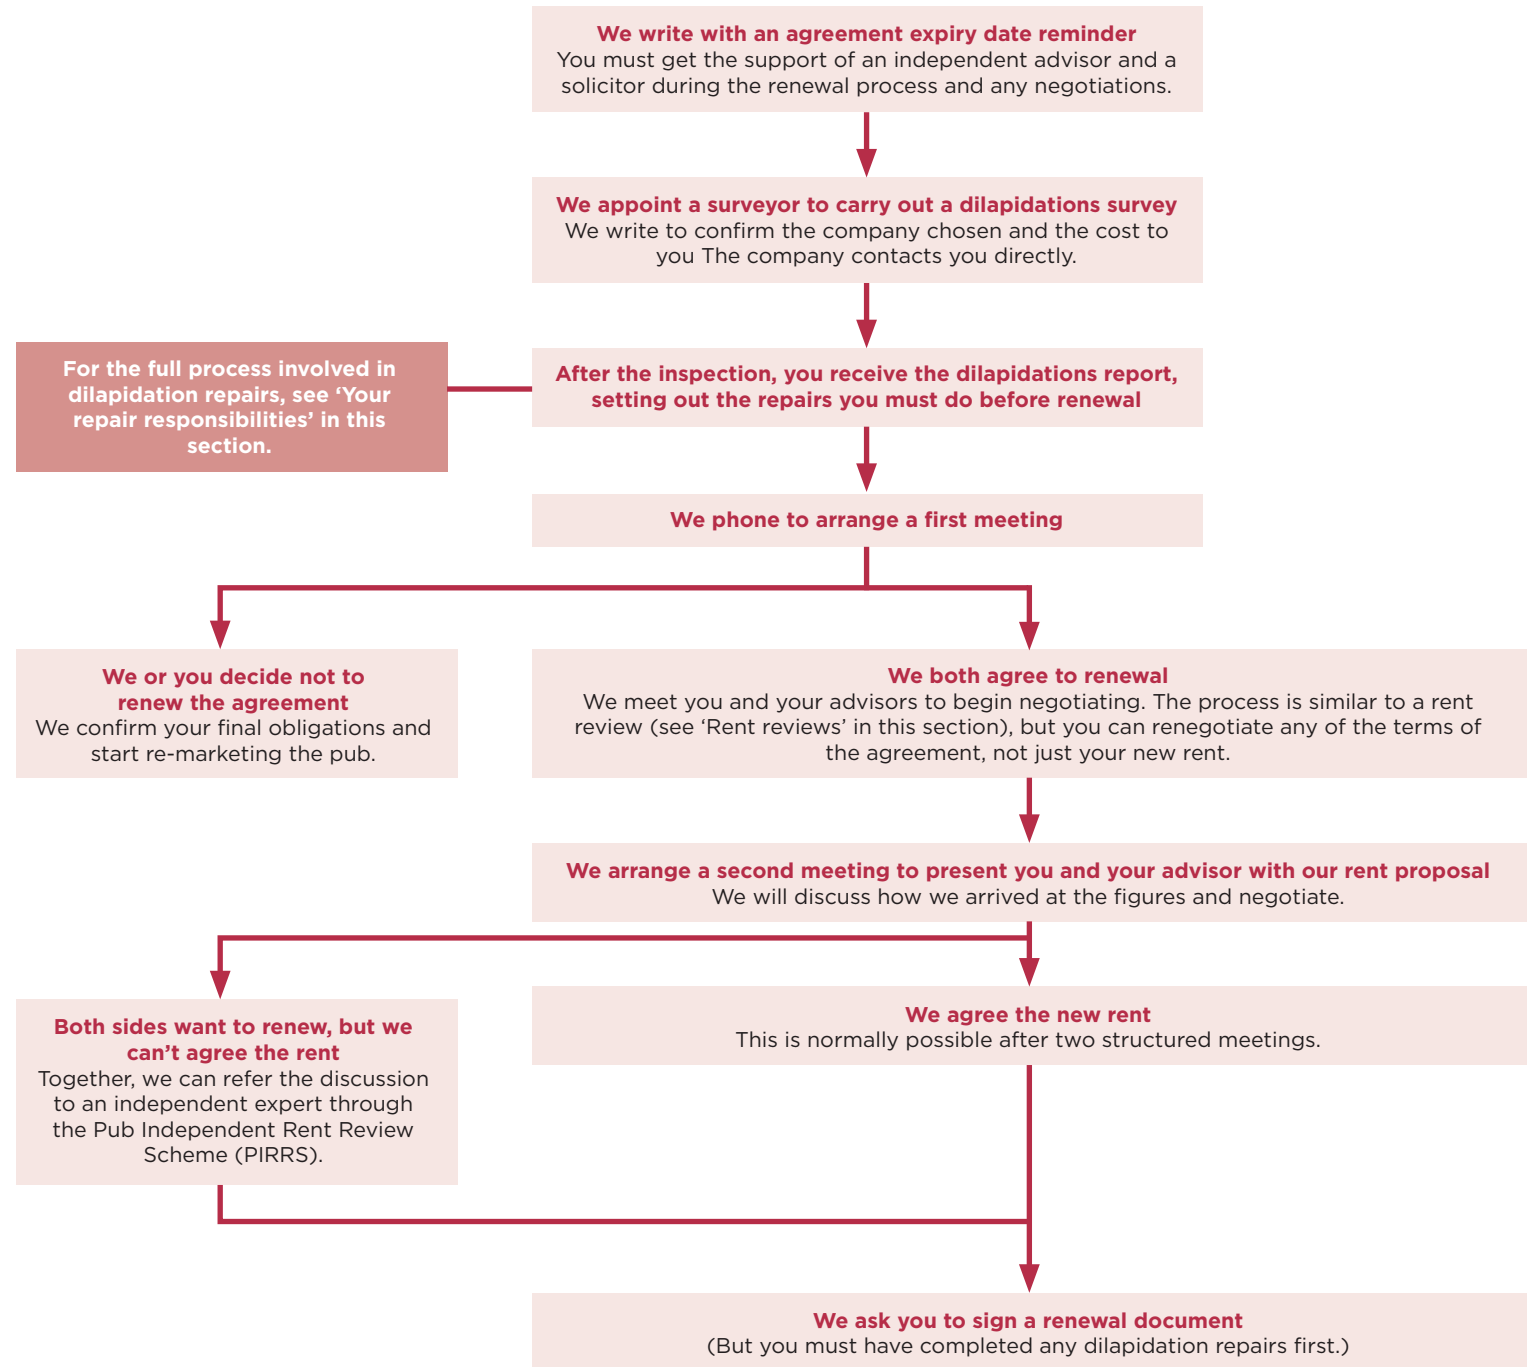 We write with an agreement expiry date reminder
You must get the support of an independent advisor and a
solicitor during the renewal process and any negotiations.
We appoint a surveyor to carry out a dilapidations survey
We write to confirm the company chosen and the cost to
you The company contacts you directly.
For the full process involved in
dilapidation repairs, see ‘Your
repair responsibilities’ in this
section.
After the inspection, you receive the dilapidations report,
setting out the repairs you must do before renewal
We phone to arrange a first meeting
We or you decide not to
renew the agreement
We confirm your final obligations and
start re-marketing the pub.
We both agree to renewal
We meet you and your advisors to begin negotiating. The process is similar to a rent
review (see ‘Rent reviews’ in this section), but you can renegotiate any of the terms of
the agreement, not just your new rent.
We arrange a second meeting to present you and your advisor with our rent proposal
We will discuss how we arrived at the figures and negotiate.
Both sides want to renew, but we
can’t agree the rent
Together, we can refer the discussion
to an independent expert through
the Pub Independent Rent Review
Scheme (PIRRS).
We agree the new rent
This is normally possible after two structured meetings.
We ask you to sign a renewal document
(But you must have completed any dilapidation repairs first.)